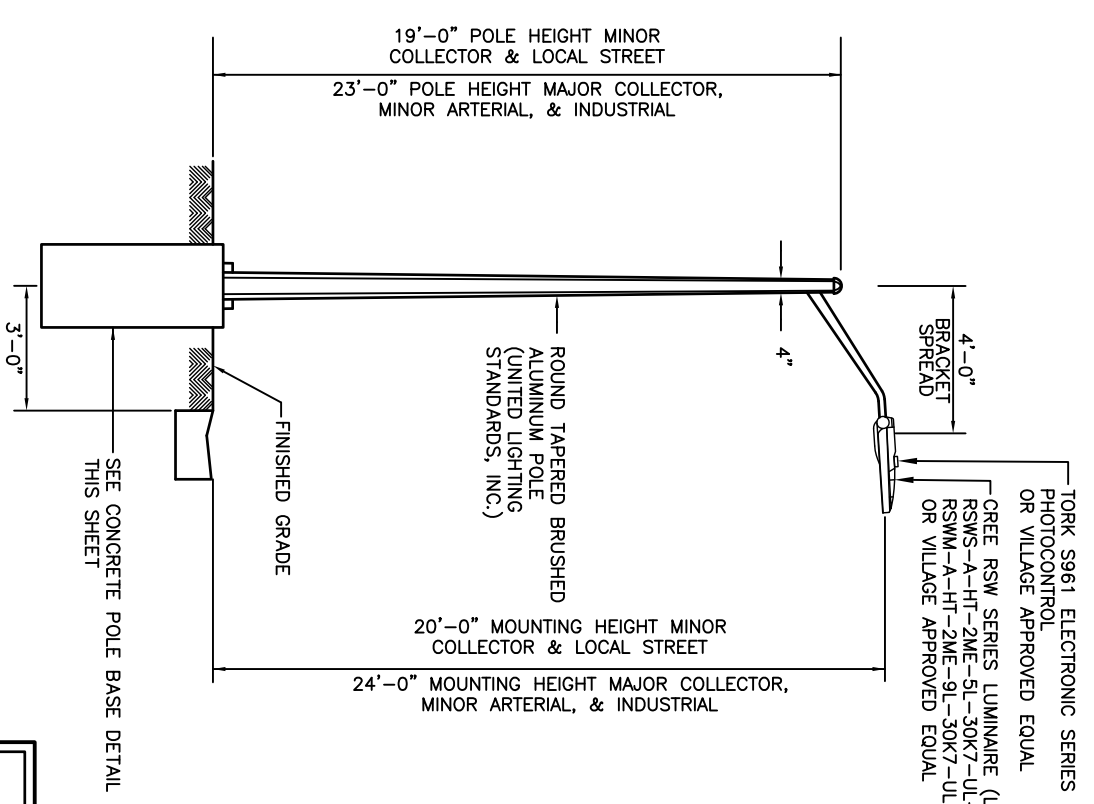 19'-0" POLE HEIGHT MINOR
COLLECTOR & LOCAL STREET
23'-0" POLE HEIGHT MAJOR COLLECTOR,
MINOR ARTERIAL, & INDUSTRIAL
4'-0"
BRACKET
SPREAD
4"
3'-0"
TORK S961 ELECTRONIC SERIES
PHOTOCONTROL
OR VILLAGE APPROVED EQUAL
CREE RSW SERIES LUMINAIRE
RSWS-A-HT-2ME-5L-30K7-UL
RSWM-A-HT-2ME-9L-30K7-UL
OR VILLAGE APPROVED EQUAL
ROUND TAPERED BRUSHED
ALUMINUM POLE
(UNITED LIGHTING
STANDARDS, INC.)
FINISHED GRADE
SEE CONCRETE POLE BASE DETAIL
THIS SHEET
20'-0" MOUNTING HEIGHT MINOR
COLLECTOR & LOCAL STREET
24'-0" MOUNTING HEIGHT MAJOR COLLECTOR,
MINOR ARTERIAL, & INDUSTRIAL